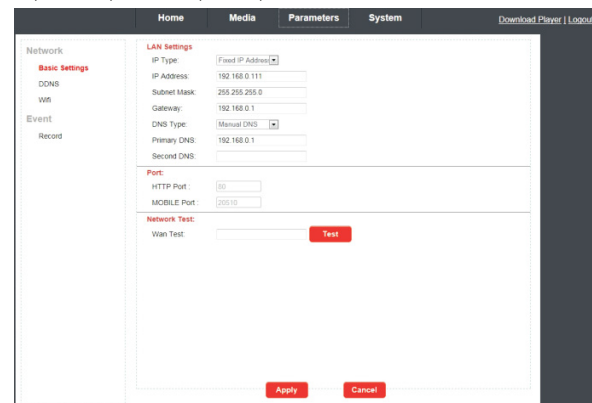 Home Media Parameters System Download Player | Logout
Network
Basic Settings
DDNS
Wifi
Event
Record
LAN Settings
IP Type: Fixed IP Address
IP Address: 192.168.0.111
Subnet Mask: 255.255.255.0
Gateway: 192.168.0.1
DNS Type: Manual DNS
Primary DNS: 192.168.0.1
Second DNS:
Port:
HTTP Port :
MOBILE Port :
Network Test:
Wan Test: Test
Apply Cancel